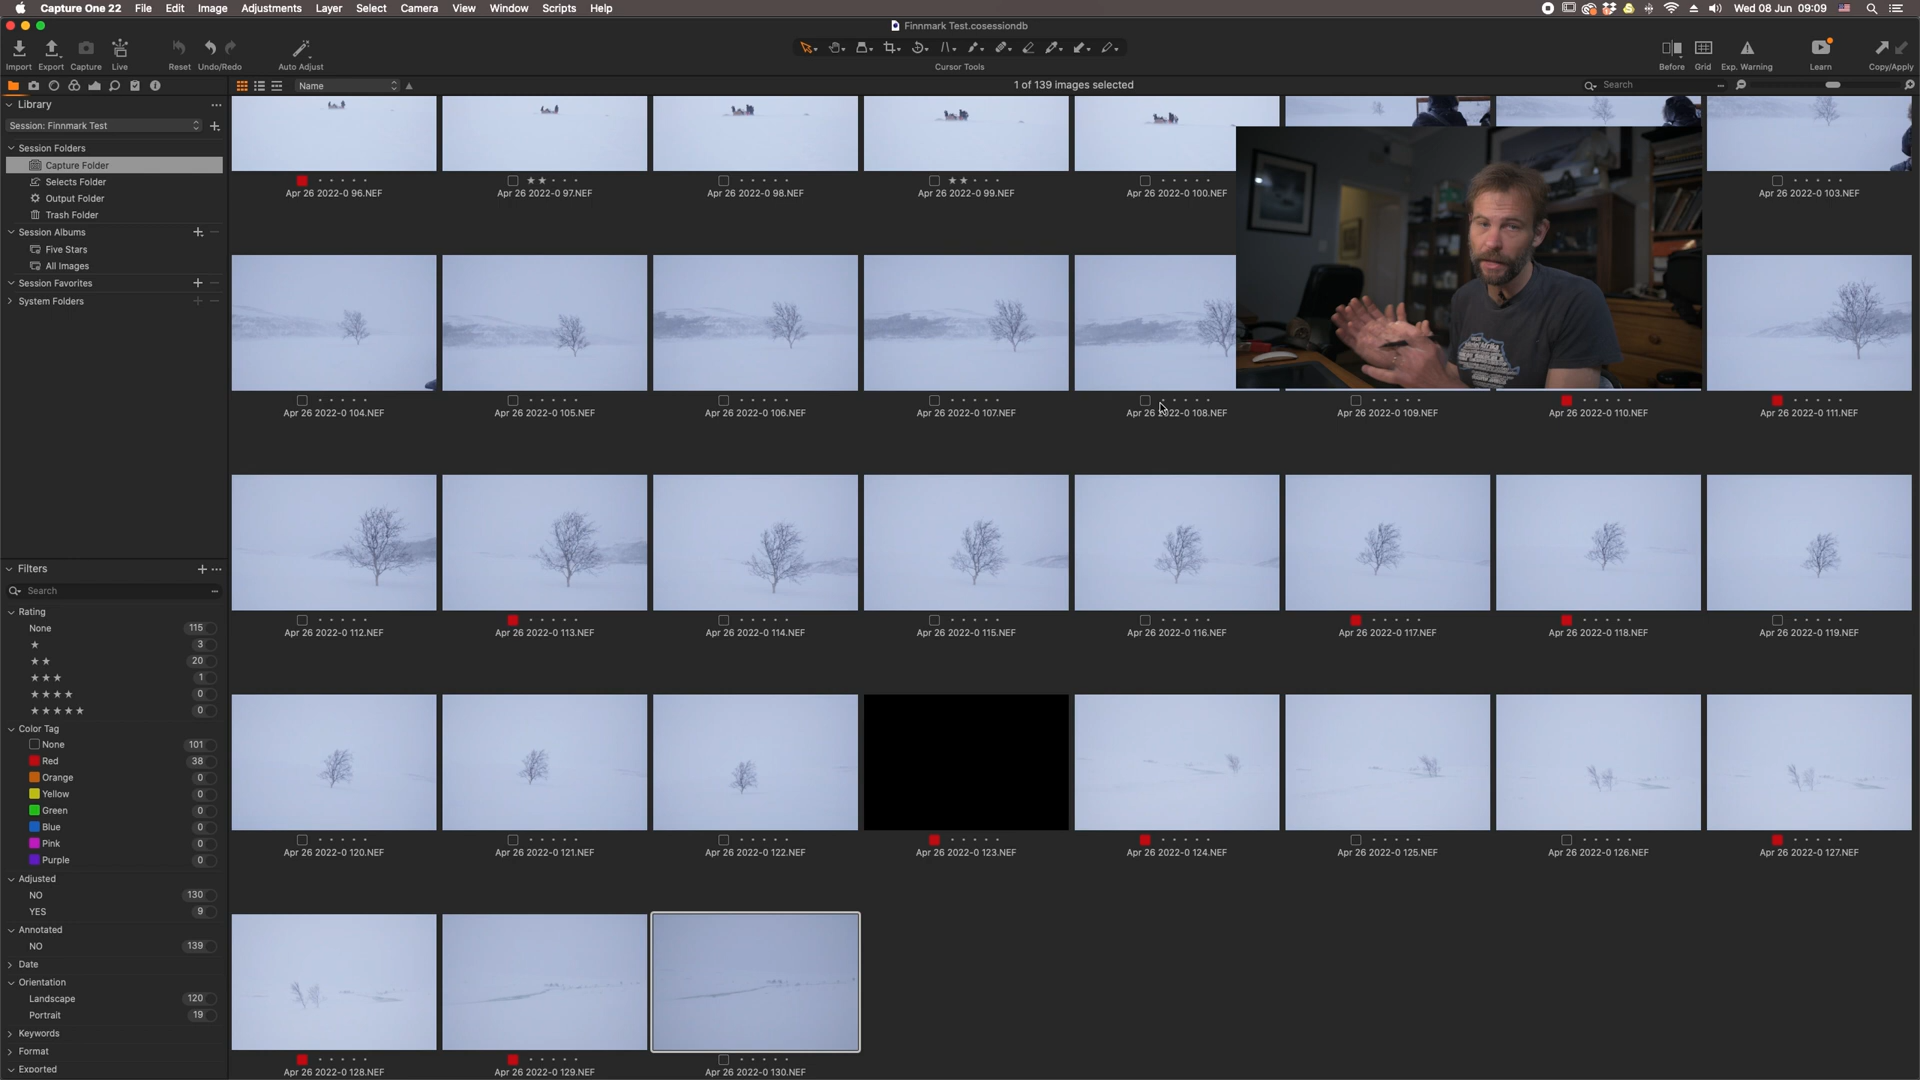 Capture One 22 File Edit Image Adjustments Layer Select Camera View Window Scripts Help
Wed 08 Jun 09:09
Finnmark Test.cosessiondb
Import Export Capture Live Reset Undo/Redo Auto Adjust
Cursor Tools
Before Grid Exp. Warning Learn Copy/Apply
Name
1 of 139 images selected
Search
Library
Session: Finnmark Test
Session Folders
Capture Folder
Selects Folder
Output Folder
Trash Folder
Session Albums
Five Stars
All Images
Session Favorites
System Folders
Filters
Search
Rating
None 115
★ 3
★★ 20
★★★ 1
★★★★ 0
★★★★★ 0
Color Tag
None 101
Red 38
Orange 0
Yellow 0
Green 0
Blue 0
Pink 0
Purple 0
Adjusted
NO 130
YES 9
Annotated
NO 139
Date
Orientation
Landscape 120
Portrait 19
Keywords
Format
Exported
Apr 26 2022-0 96.NEF
Apr 26 2022-0 97.NEF
Apr 26 2022-0 98.NEF
Apr 26 2022-0 99.NEF
Apr 26 2022-0 100.NEF
Apr 26 2022-0 103.NEF
Apr 26 2022-0 104.NEF
Apr 26 2022-0 105.NEF
Apr 26 2022-0 106.NEF
Apr 26 2022-0 107.NEF
Apr 26 2022-0 108.NEF
Apr 26 2022-0 109.NEF
Apr 26 2022-0 110.NEF
Apr 26 2022-0 111.NEF
Apr 26 2022-0 112.NEF
Apr 26 2022-0 113.NEF
Apr 26 2022-0 114.NEF
Apr 26 2022-0 115.NEF
Apr 26 2022-0 116.NEF
Apr 26 2022-0 117.NEF
Apr 26 2022-0 118.NEF
Apr 26 2022-0 119.NEF
Apr 26 2022-0 120.NEF
Apr 26 2022-0 121.NEF
Apr 26 2022-0 122.NEF
Apr 26 2022-0 123.NEF
Apr 26 2022-0 124.NEF
Apr 26 2022-0 125.NEF
Apr 26 2022-0 126.NEF
Apr 26 2022-0 127.NEF
Apr 26 2022-0 128.NEF
Apr 26 2022-0 129.NEF
Apr 26 2022-0 130.NEF